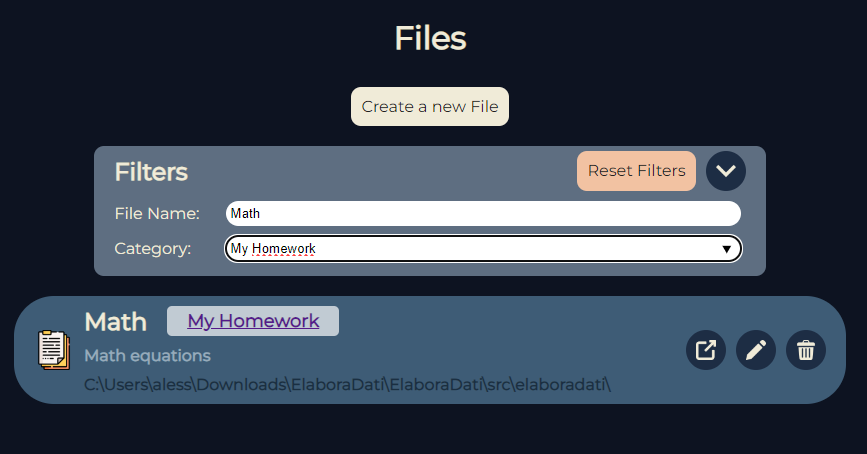 Files
Create a new File
Filters
Reset Filters
File Name: Math
Category: My Homework
Math My Homework
Math equations
C:\Users\aless\Downloads\ElaboraDati\ElaboraDati\src\elaboradati\